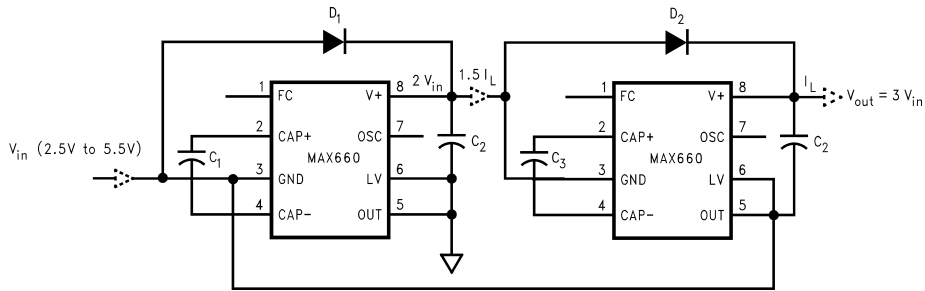 D1
D2
1
FC
V+
8
2 Vin
1.5 IL
1
FC
V+
8
IL
Vout = 3 Vin
2
CAP+
OSC
7
C2
2
CAP+
OSC
7
C2
Vin (2.5V to 5.5V)
C1
MAX660
C3
MAX660
3
GND
LV
6
3
GND
LV
6
4
CAP-
OUT
5
4
CAP-
OUT
5